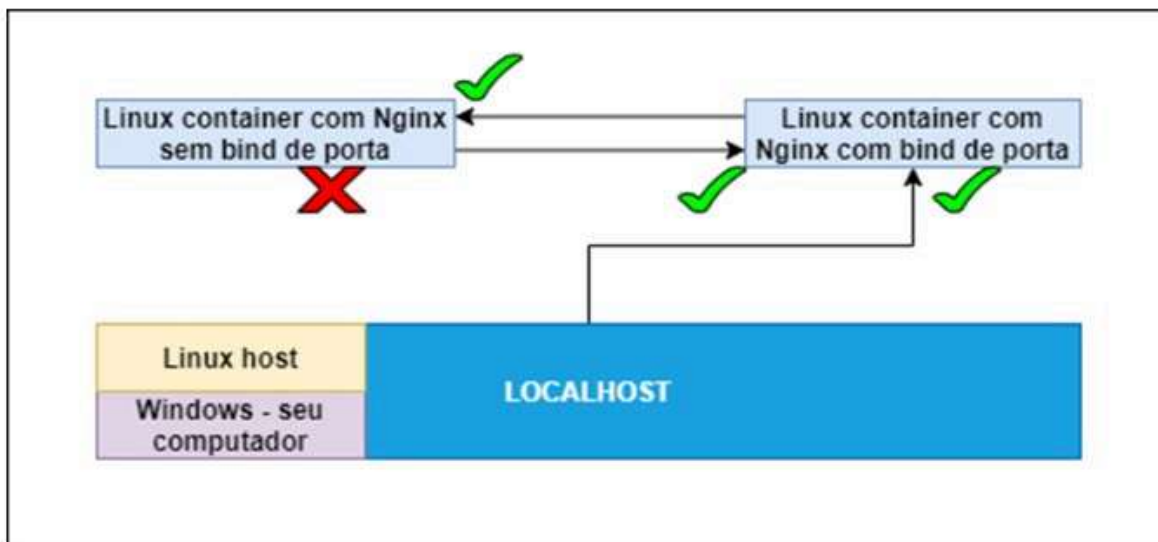 Linux container com Nginx
sem bind de porta
Linux container com
Nginx com bind de porta
Linux host
Windows - seu
computador
LOCALHOST